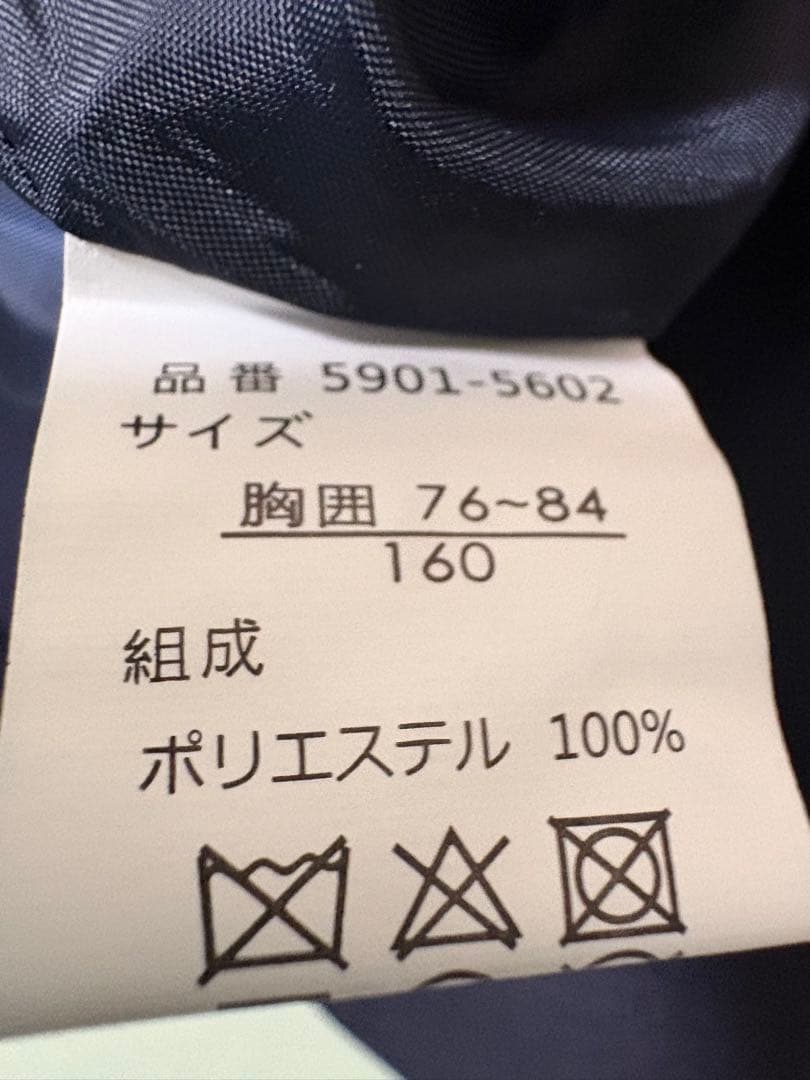 品番 5901-5602
サイズ
胸囲 76~84
160
組成
ポリエステル 100%